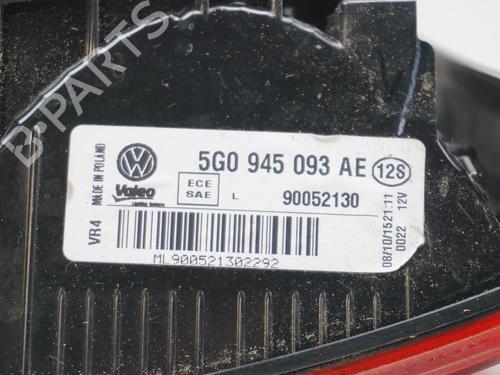 B-PARTS
MADE IN POLAND
VW
5G0 945 093 AE 12S
Valeo
ECE
SAE
L
90052130
VR4
08/10/15 21:11
0022 12V
ML900521302292